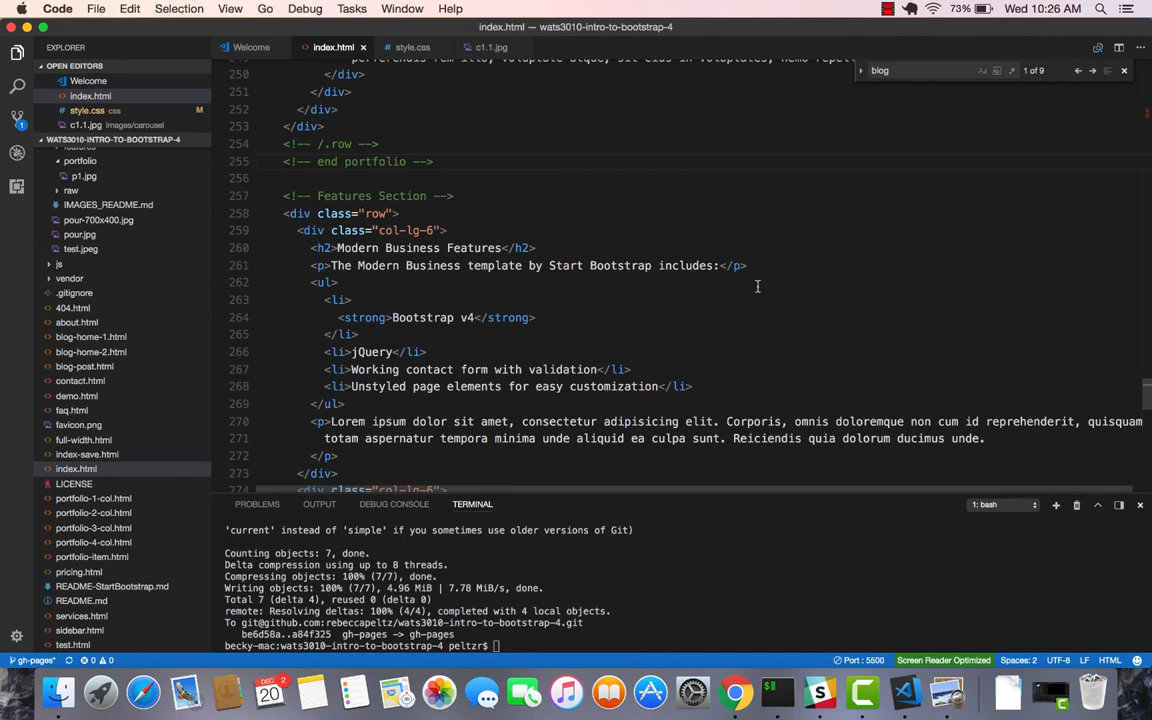 Code File Edit Selection View Go Debug Tasks Window Help 73% Wed 10:26 AM
index.html — wats3010-intro-to-bootstrap-4
EXPLORER
Welcome index.html × style.css c1.1.jpg
OPEN EDITORS
Welcome
index.html
style.css css M
c1.1.jpg images/carousel
WATS3010-INTRO-TO-BOOTSTRAP-4
portfolio
p1.jpg
raw
IMAGES_README.md
pour-700x400.jpg
pour.jpg
test.jpeg
js
vendor
.gitignore
404.html
about.html
blog-home-1.html
blog-home-2.html
blog-post.html
contact.html
demo.html
faq.html
favicon.png
full-width.html
index-save.html
index.html
LICENSE
portfolio-1-col.html
portfolio-2-col.html
portfolio-3-col.html
portfolio-4-col.html
portfolio-item.html
pricing.html
README-StartBootstrap.md
README.md
services.html
sidebar.html
test.html
blog Aa 1 of 9
250 </div>
251 </div>
252 </div>
253 </div>
254 <!-- /.row -->
255 <!-- end portfolio -->
256
257 <!-- Features Section -->
258 <div class="row">
259 <div class="col-lg-6">
260 <h2>Modern Business Features</h2>
261 <p>The Modern Business template by Start Bootstrap includes:</p>
262 <ul>
263 <li>
264 <strong>Bootstrap v4</strong>
265 </li>
266 <li>jQuery</li>
267 <li>Working contact form with validation</li>
268 <li>Unstyled page elements for easy customization</li>
269 </ul>
270 <p>Lorem ipsum dolor sit amet, consectetur adipisicing elit. Corporis, omnis doloremque non cum id reprehenderit, quisquam
271 totam aspernatur tempora minima unde aliquid ea culpa sunt. Reiciendis quia dolorum ducimus unde.
272 </p>
273 </div>
274 <div class="col-lg-6">
PROBLEMS OUTPUT DEBUG CONSOLE TERMINAL 1: bash
'current' instead of 'simple' if you sometimes use older versions of Git)
Counting objects: 7, done.
Delta compression using up to 8 threads.
Compressing objects: 100% (7/7), done.
Writing objects: 100% (7/7), 4.96 MiB | 7.78 MiB/s, done.
Total 7 (delta 4), reused 0 (delta 0)
remote: Resolving deltas: 100% (4/4), completed with 4 local objects.
To git@github.com:rebeccapeltz/wats3010-intro-to-bootstrap-4.git
be6d58a..a84f325 gh-pages -> gh-pages
becky-mac:wats3010-intro-to-bootstrap-4 peltzr$
gh-pages* 0 0 Port : 5500 Screen Reader Optimized Spaces: 2 UTF-8 LF HTML
DEC 20 2